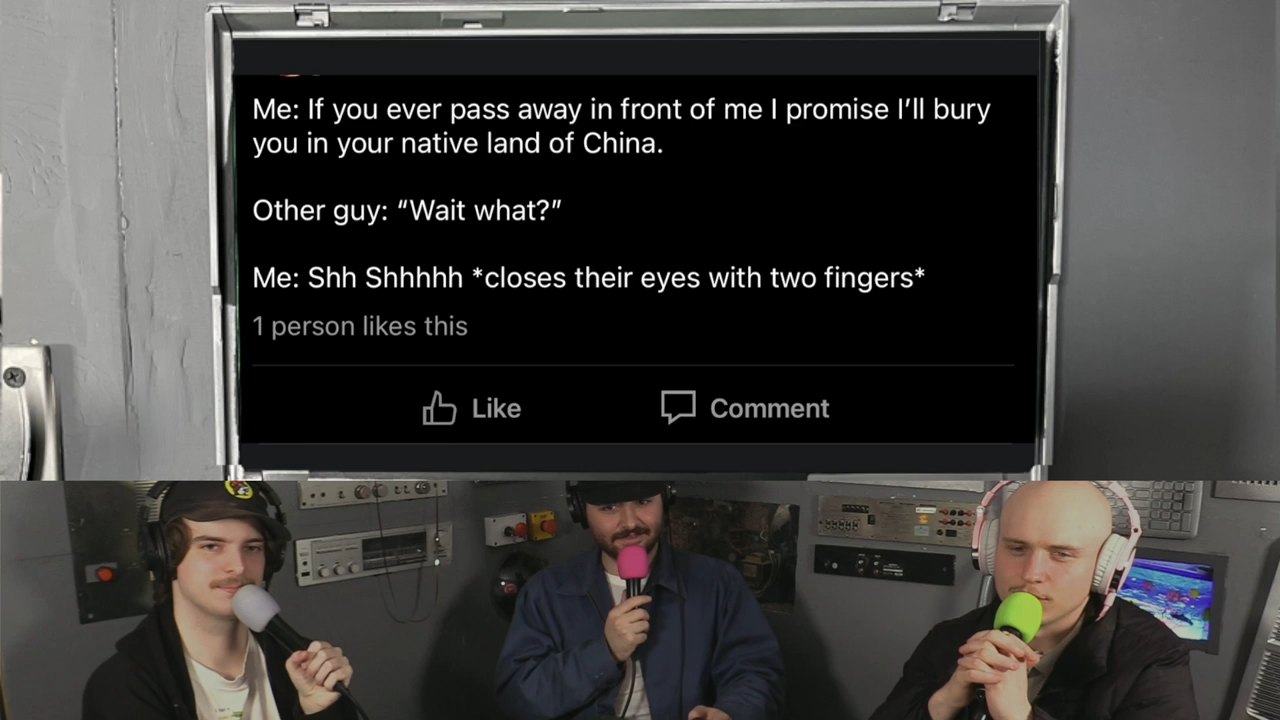 Me: If you ever pass away in front of me I promise I’ll bury
you in your native land of China.
Other guy: “Wait what?”
Me: Shh Shhhhh *closes their eyes with two fingers*
1 person likes this
Like
Comment